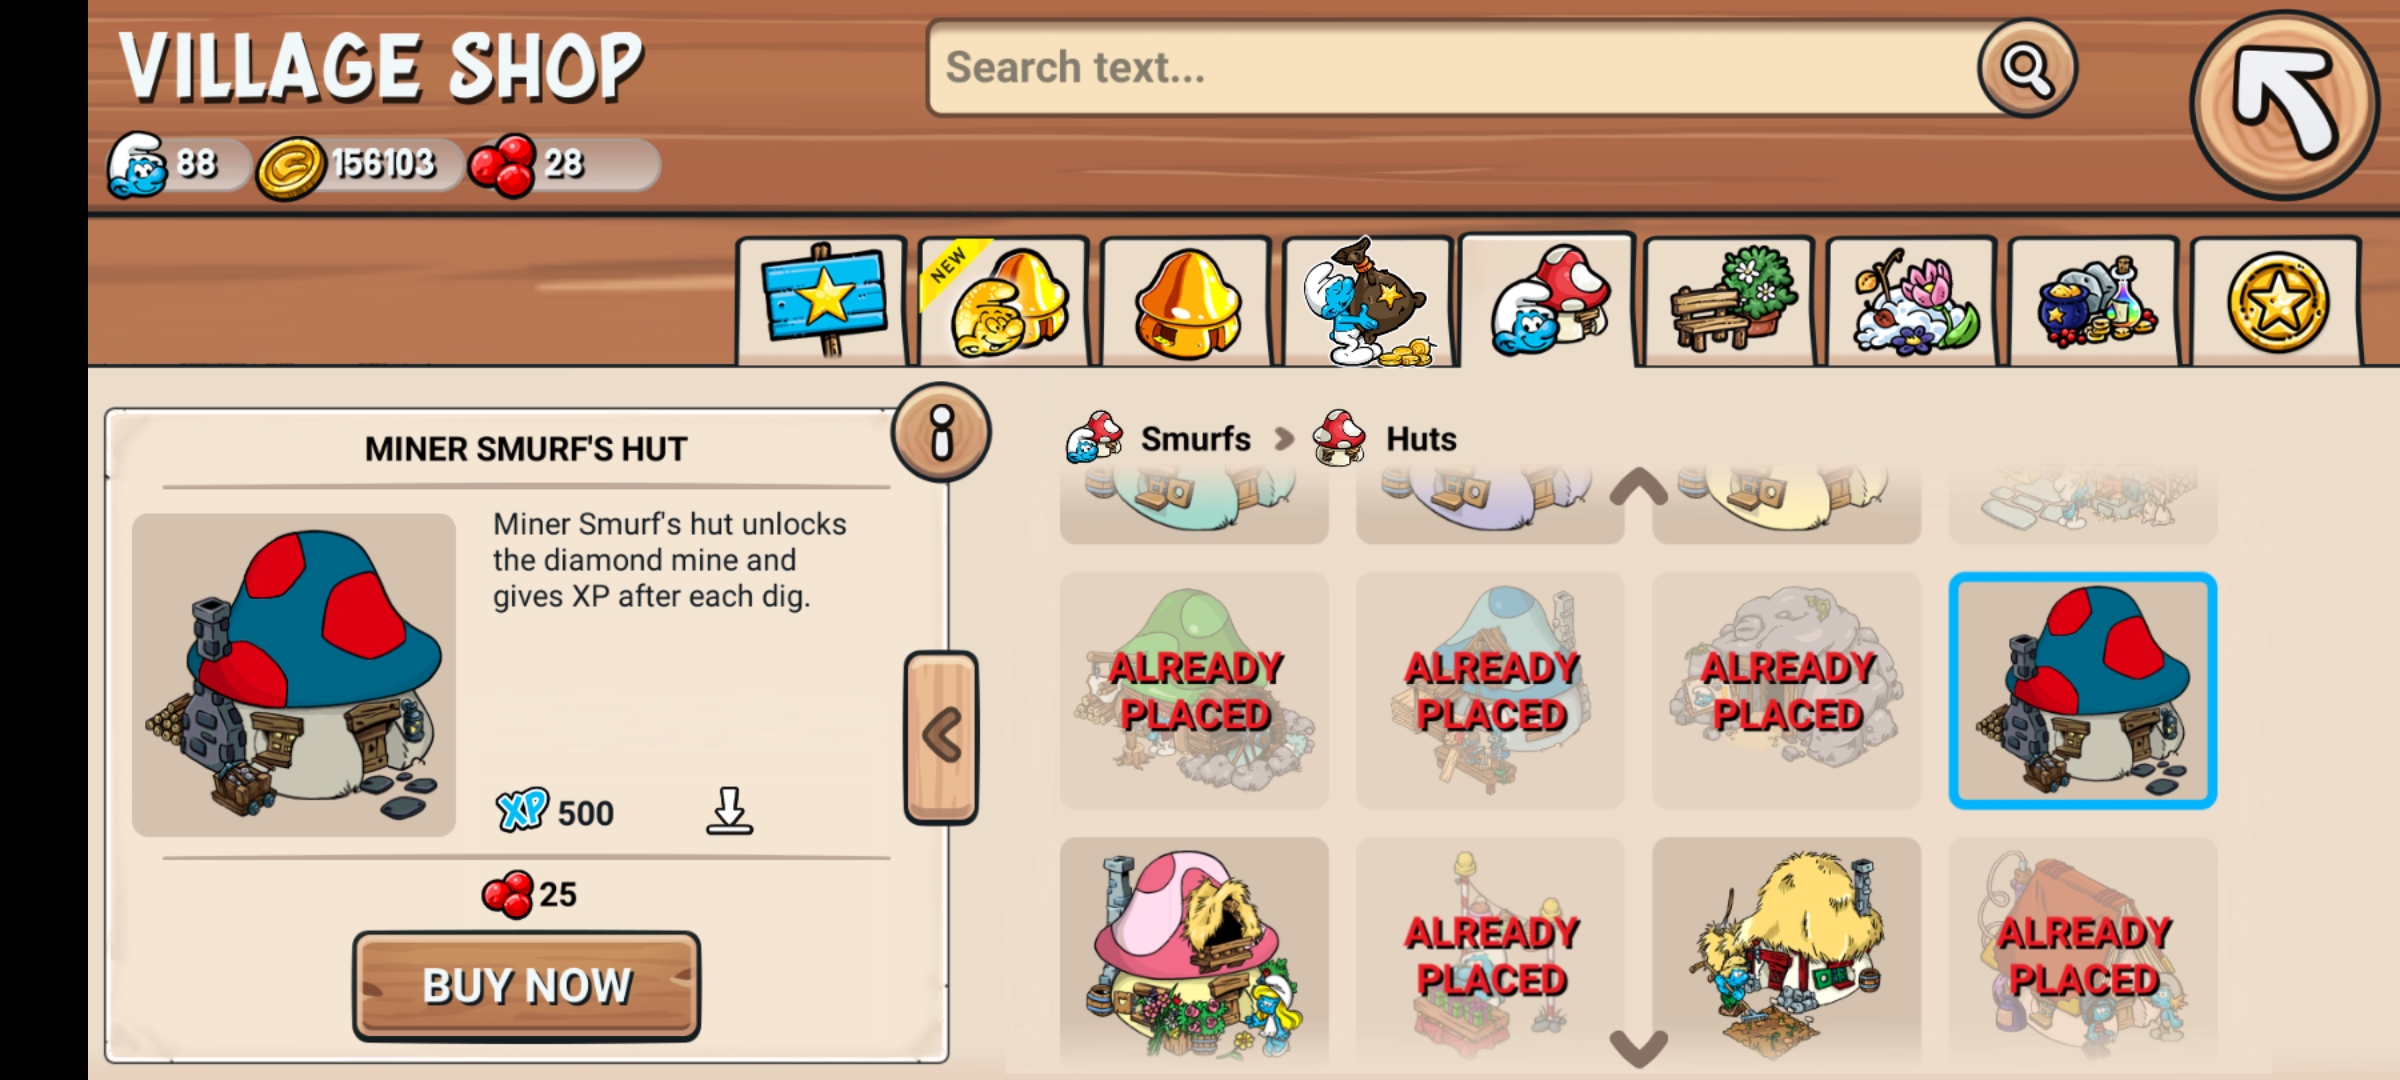 VILLAGE SHOP
Search text...
88
156103
28
NEW
MINER SMURF'S HUT
Miner Smurf's hut unlocks
the diamond mine and
gives XP after each dig.
XP 500
25
BUY NOW
Smurfs
Huts
ALREADY
PLACED
ALREADY
PLACED
ALREADY
PLACED
ALREADY
PLACED
ALREADY
PLACED